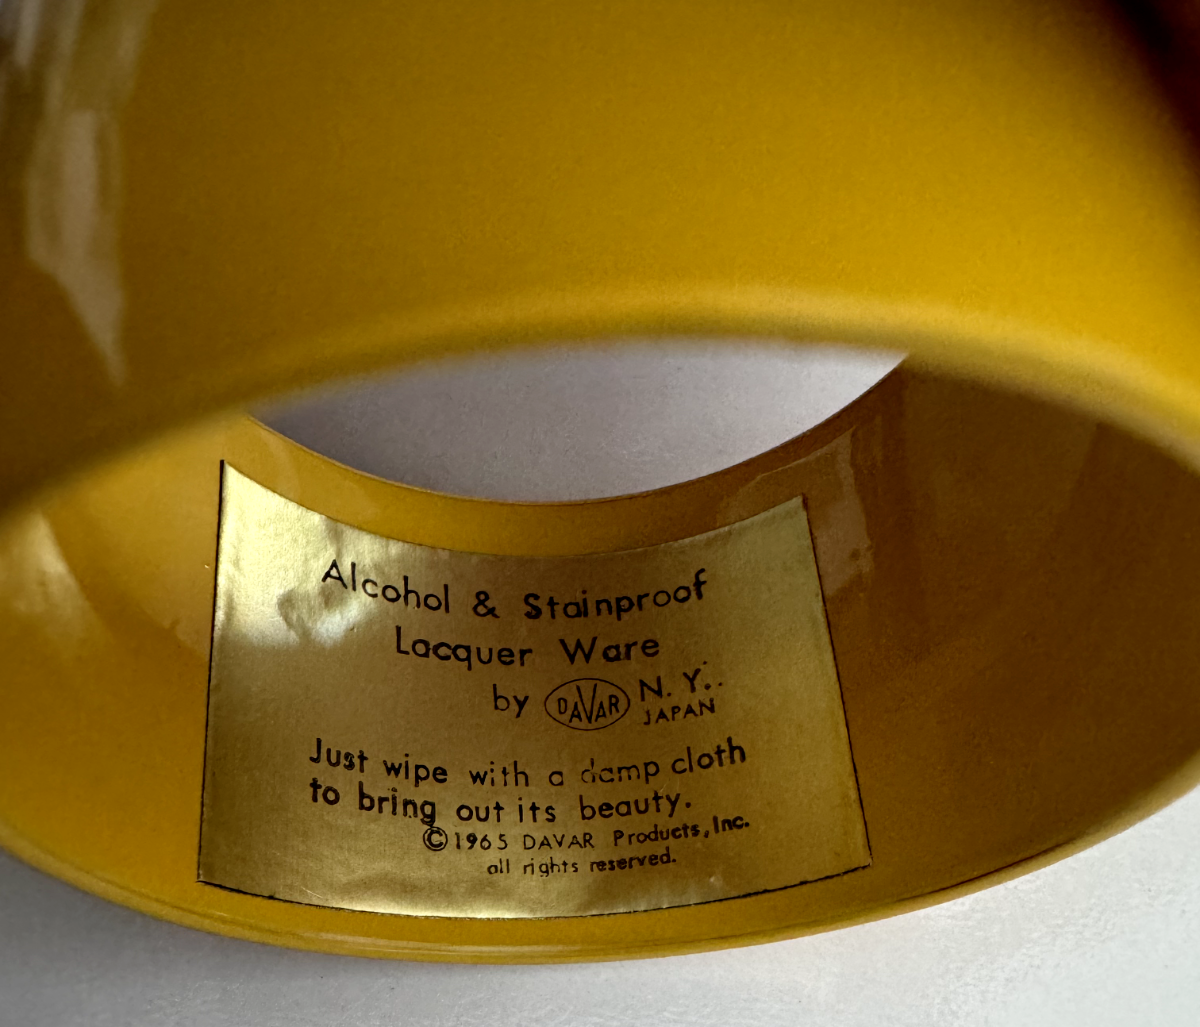 Alcohol & Stainproof
Lacquer Ware
by DAVAR N. Y.
JAPAN
Just wipe with a damp cloth
to bring out its beauty.
©1965 DAVAR Products, Inc.
all rights reserved.